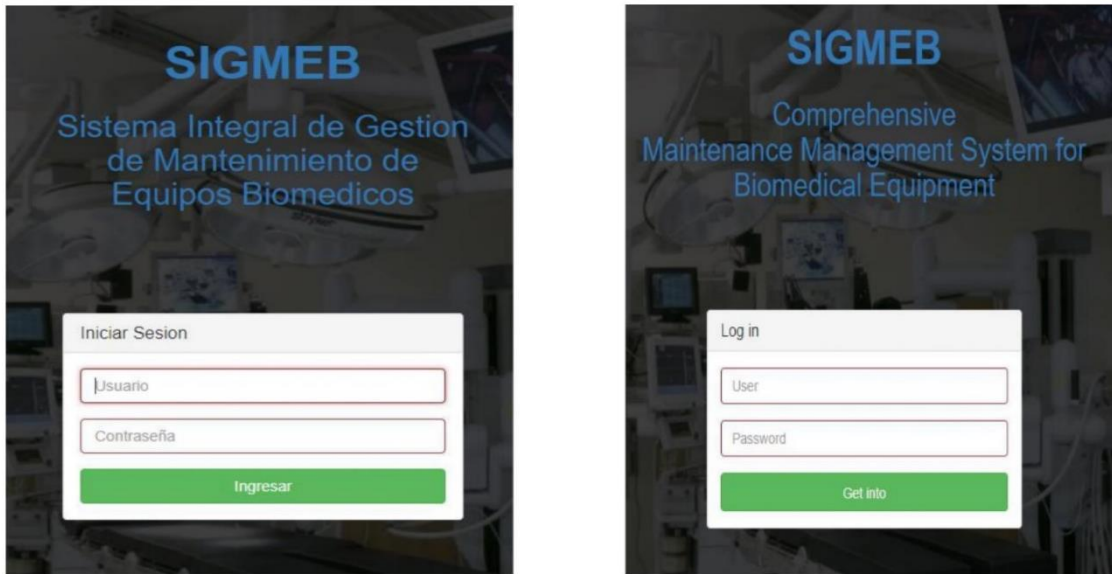 SIGMEB
Sistema Integral de Gestion
de Mantenimiento de
Equipos Biomedicos
stryker
Iniciar Sesion
Usuario
Contraseña
Ingresar
SIGMEB
Comprehensive
Maintenance Management System for
Biomedical Equipment
Log in
User
Password
Get into